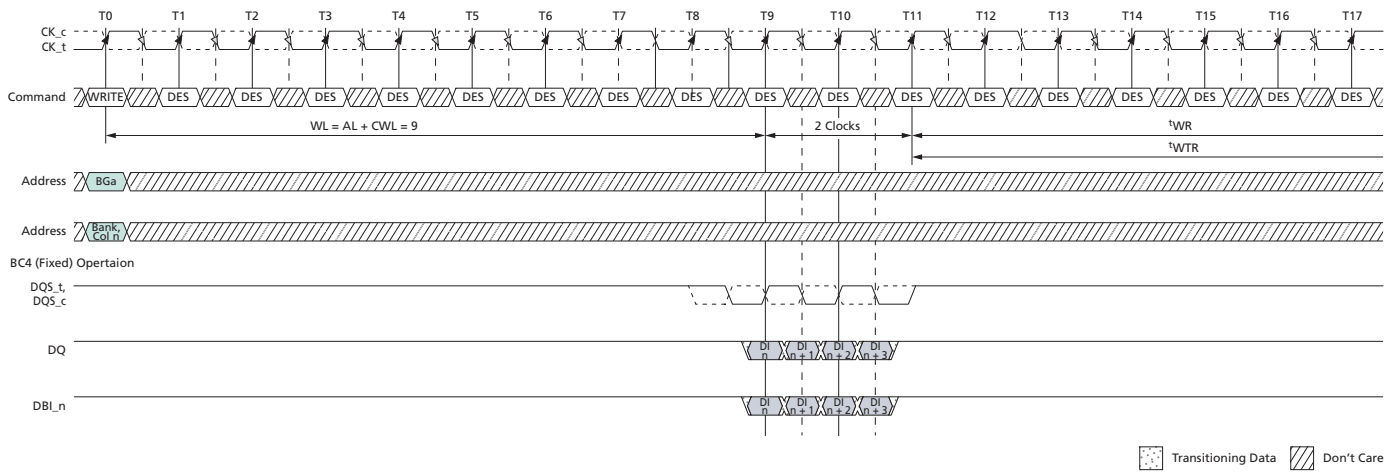 T0 T1 T2 T3 T4 T5 T6 T7 T8 T9 T10 T11 T12 T13 T14 T15 T16 T17
CK_c
CK_t
Command WRITE DES DES DES DES DES DES DES DES DES DES DES DES DES DES DES DES DES
WL = AL + CWL = 9 2 Clocks tWR
tWTR
Address BGa
Address Bank, Col n
BC4 (Fixed) Opertaion
DQS_t,
DQS_c
DQ DI n DI n + 1 DI n + 2 DI n + 3
DBI_n DI n DI n + 1 DI n + 2 DI n + 3
Transitioning Data Don't Care